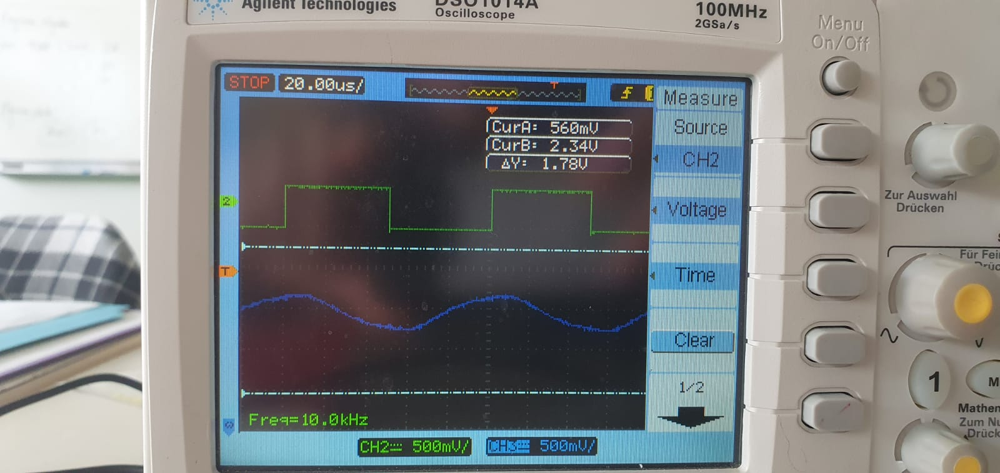 Agilent Technologies
DSO1014A
Oscilloscope
100MHz
2GSa/s
Menu
On/Off
STOP
20.00us/
T
Measure
Source
CH2
CurA: 560mV
CurB: 2.34V
ΔY: 1.78V
2
Voltage
T
Time
Clear
1/2
Freq=10.0kHz
CH2 500mV/
CH3 500mV/
Zur Auswahl
Drücken
Für Fei
V
1
M
Mathem
Zum Nu
Drück